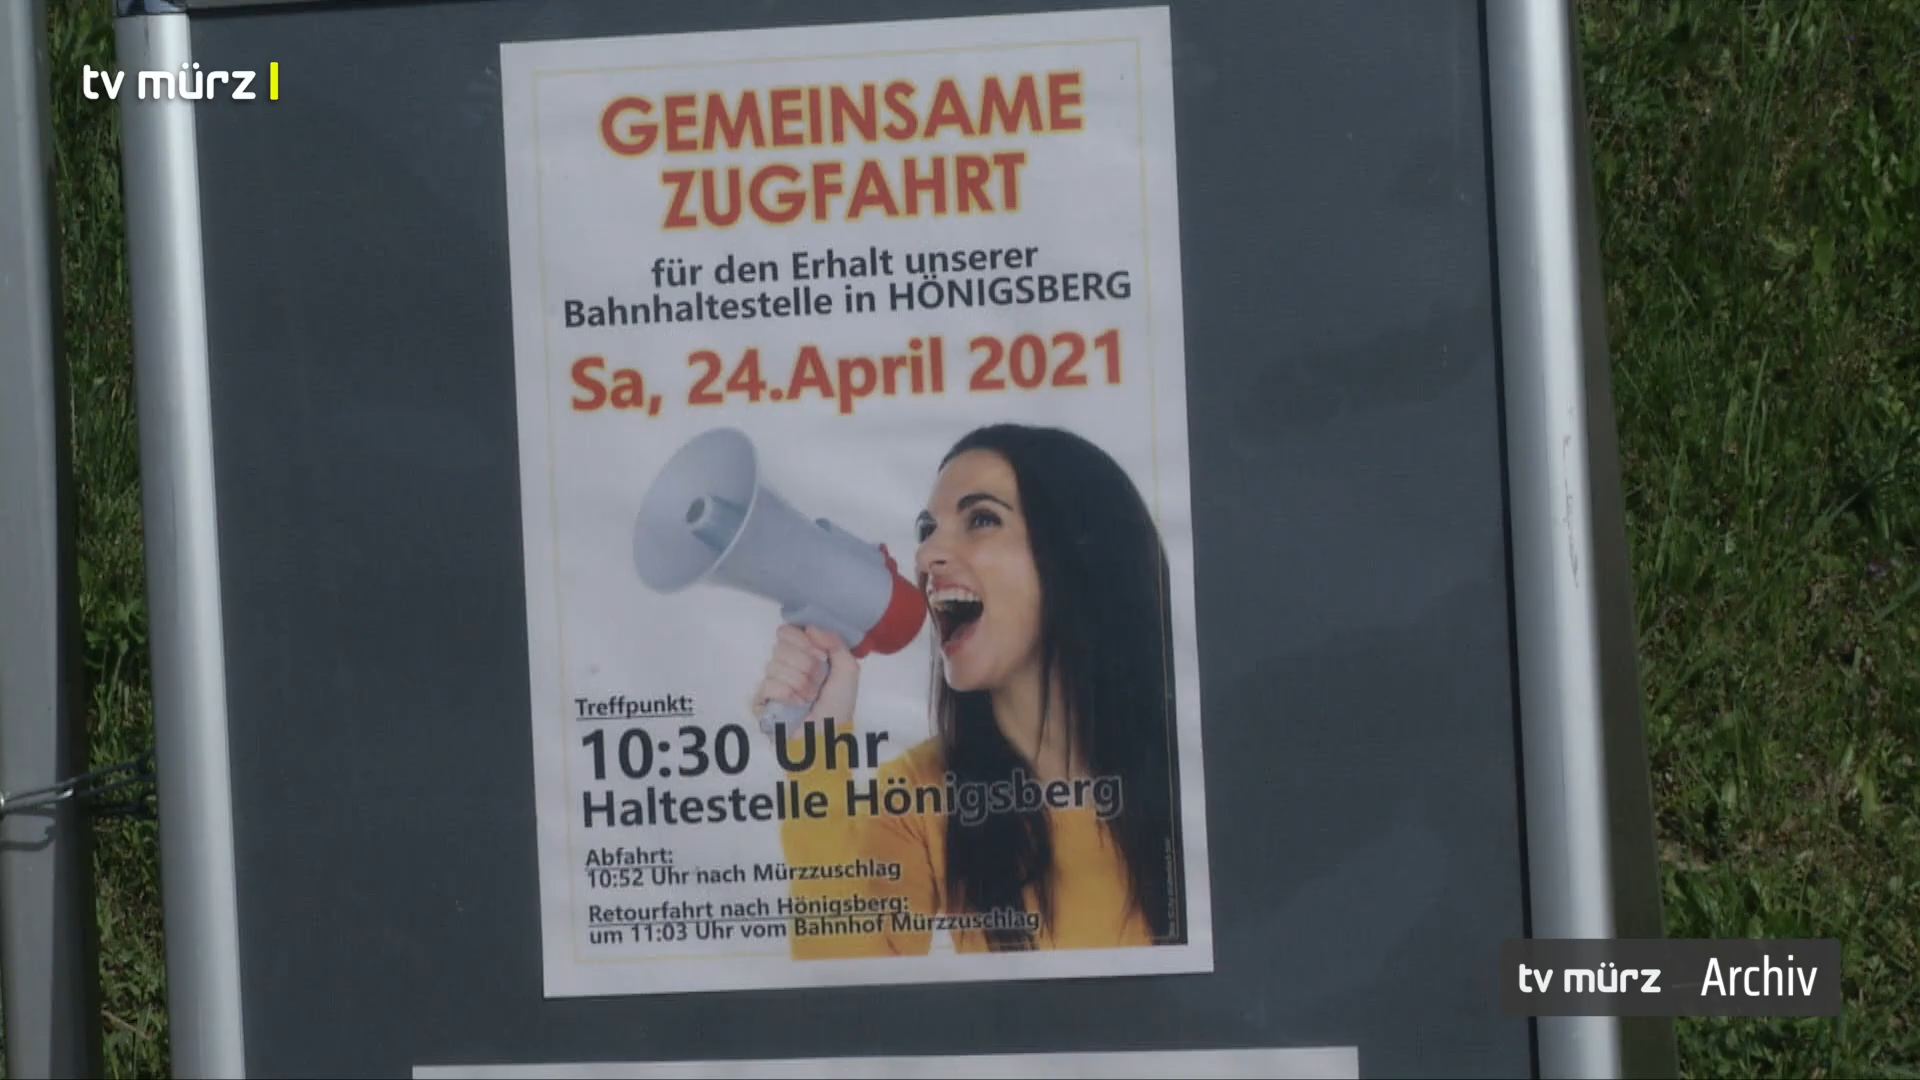 tv mürz
GEMEINSAME
ZUGFAHRT
für den Erhalt unserer
Bahnhaltestelle in HÖNIGSBERG
Sa, 24.April 2021
Treffpunkt:
10:30 Uhr
Haltestelle Hönigsberg
Abfahrt:
10:52 Uhr nach Mürzzuschlag
Retourfahrt nach Hönigsberg:
um 11:03 Uhr vom Bahnhof Mürzzuschlag
tv mürz Archiv